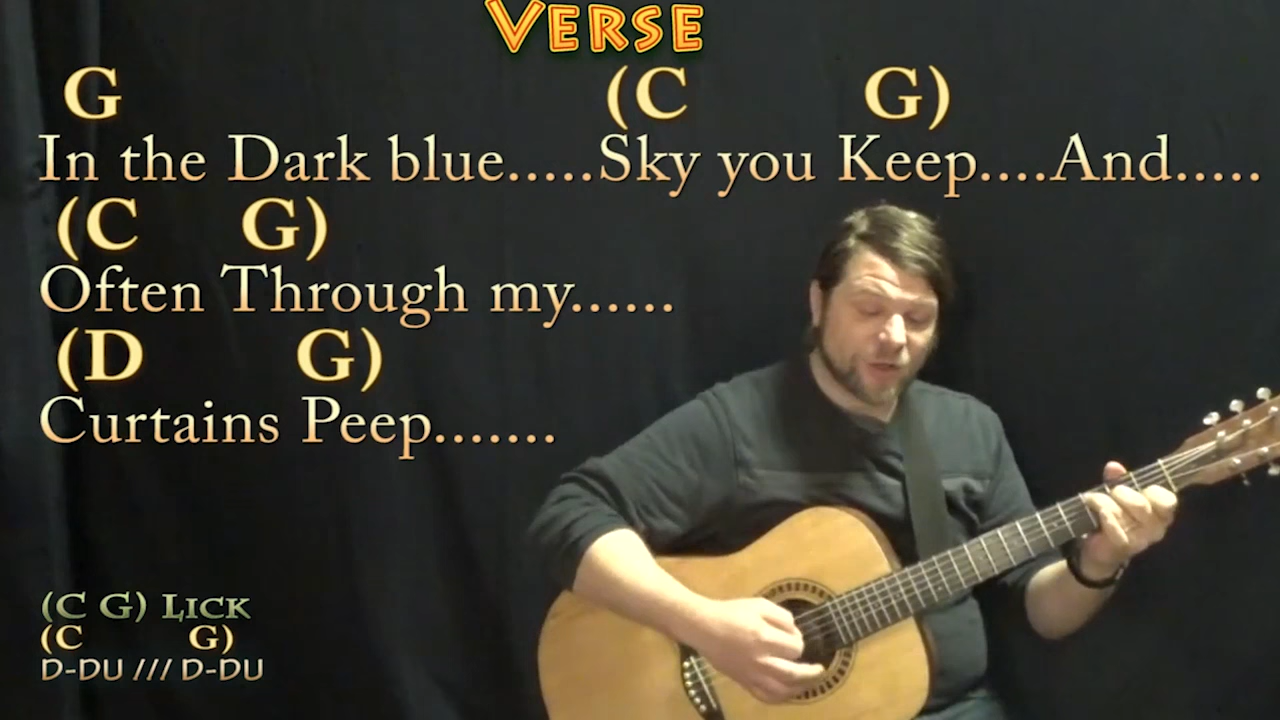 VERSE
G (C G)
In the Dark blue.....Sky you Keep....And.....
(C G)
Often Through my......
(D G)
Curtains Peep.......
(C G) LICK
(C G)
D-DU /// D-DU